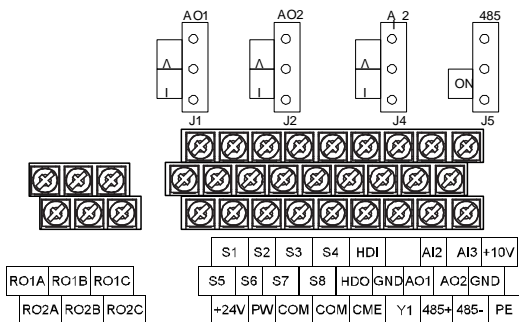 AO1 AO2 A 2 485
V V V
I I I ON
J1 J2 J4 J5
S1 S2 S3 S4 HDI AI2 AI3 +10V
RO1A RO1B RO1C S5 S6 S7 S8 HDO GND AO1 AO2 GND
RO2A RO2B RO2C +24V PW COM COM CME Y1 485+ 485- PE